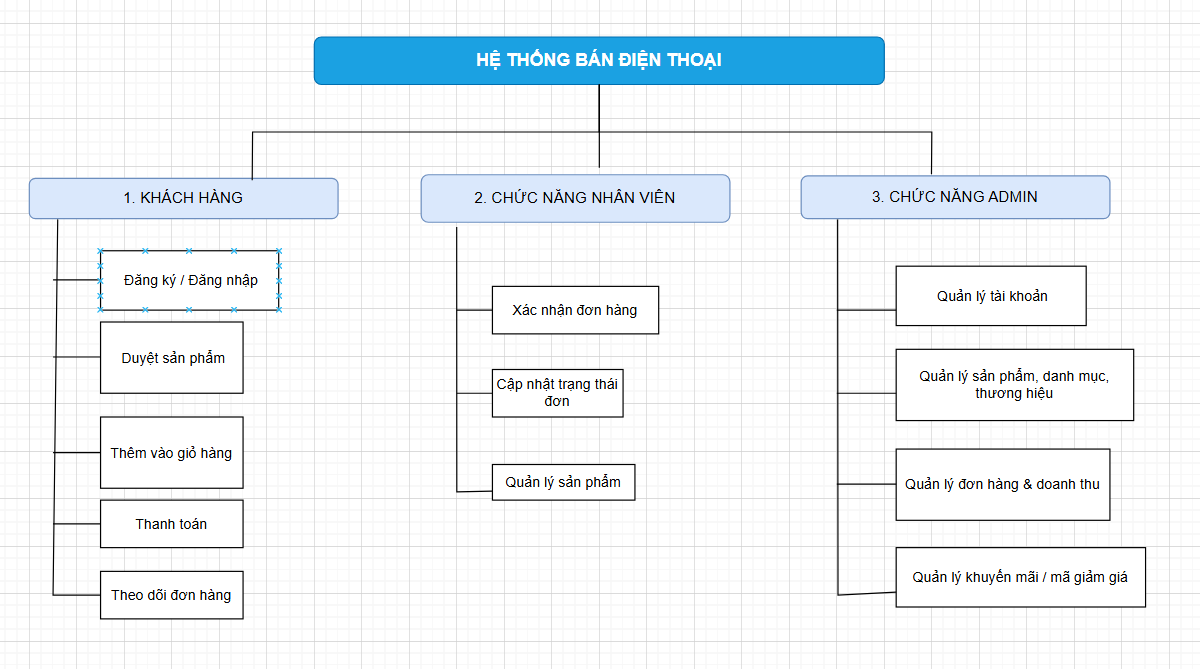 HỆ THỐNG BÁN ĐIỆN THOẠI
1. KHÁCH HÀNG
Đăng ký / Đăng nhập
Duyệt sản phẩm
Thêm vào giỏ hàng
Thanh toán
Theo dõi đơn hàng
2. CHỨC NĂNG NHÂN VIÊN
Xác nhận đơn hàng
Cập nhật trạng thái
đơn
Quản lý sản phẩm
3. CHỨC NĂNG ADMIN
Quản lý tài khoản
Quản lý sản phẩm, danh mục,
thương hiệu
Quản lý đơn hàng & doanh thu
Quản lý khuyến mãi / mã giảm giá